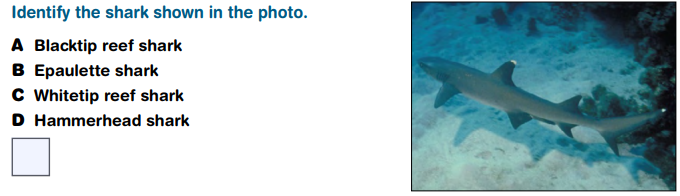 Identify the shark shown in the photo.
A Blacktip reef shark
B Epaulette shark
C Whitetip reef shark
D Hammerhead shark